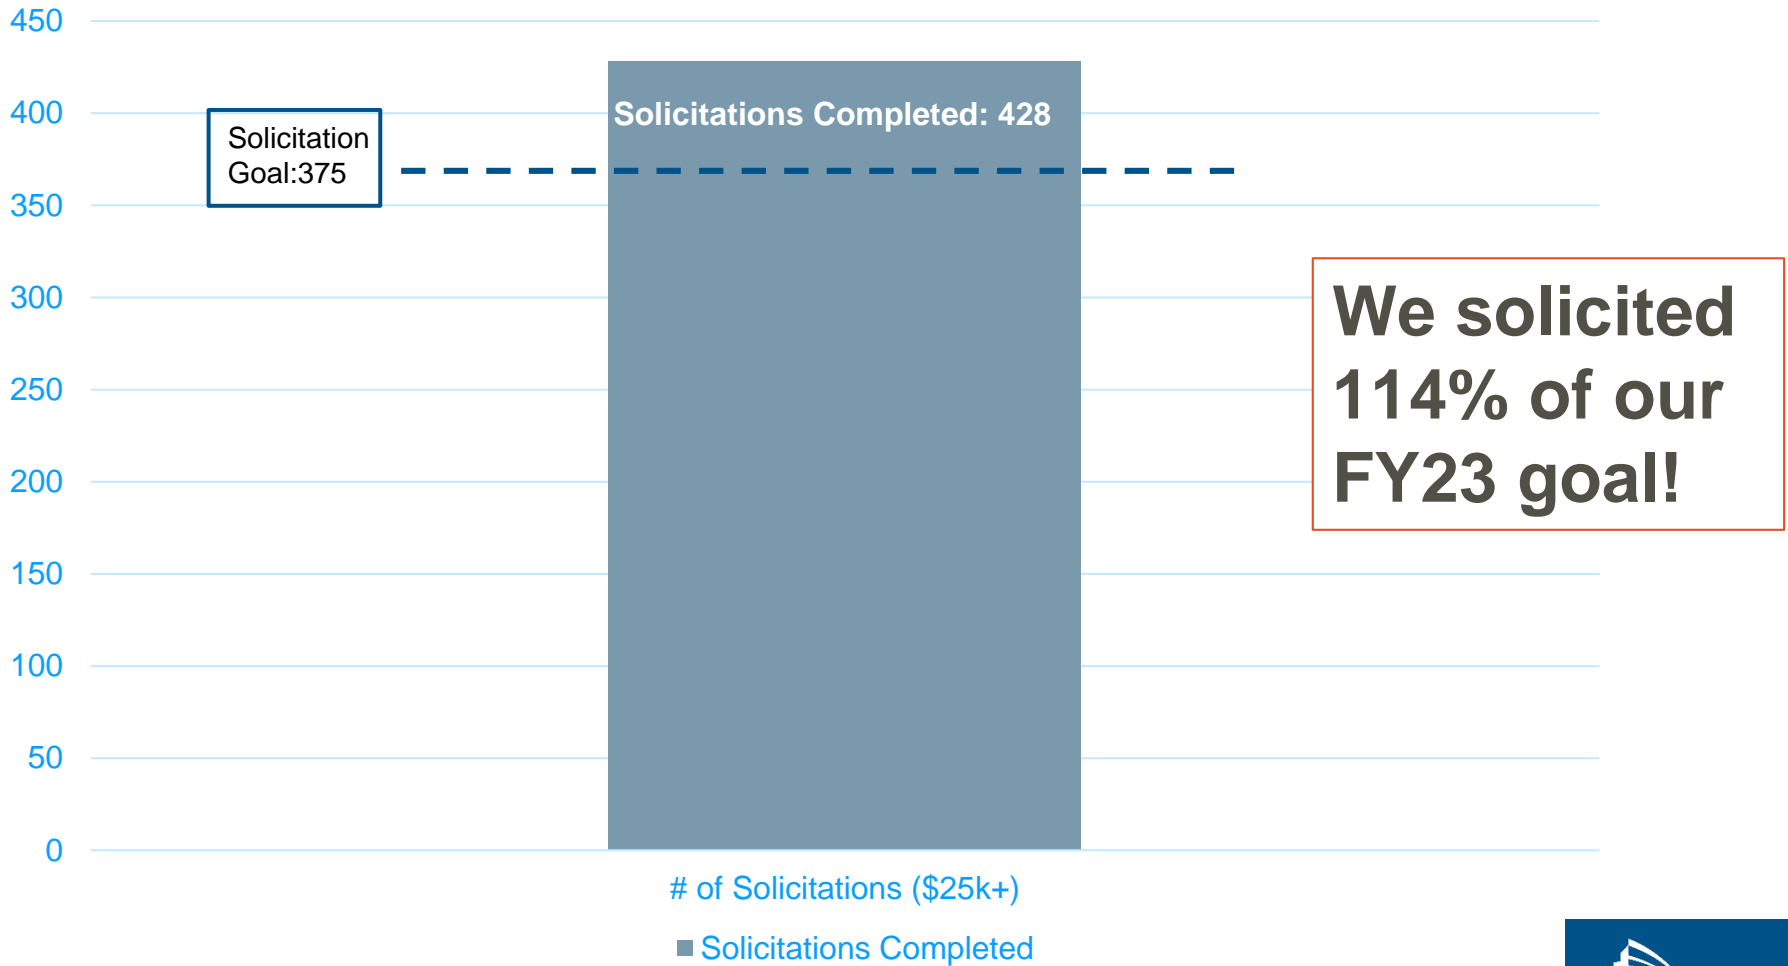 450
400
350
300
250
200
150
100
50
0
Solicitation
Goal:375
Solicitations Completed: 428
We solicited
114% of our
FY23 goal!
# of Solicitations ($25k+)
Solicitations Completed